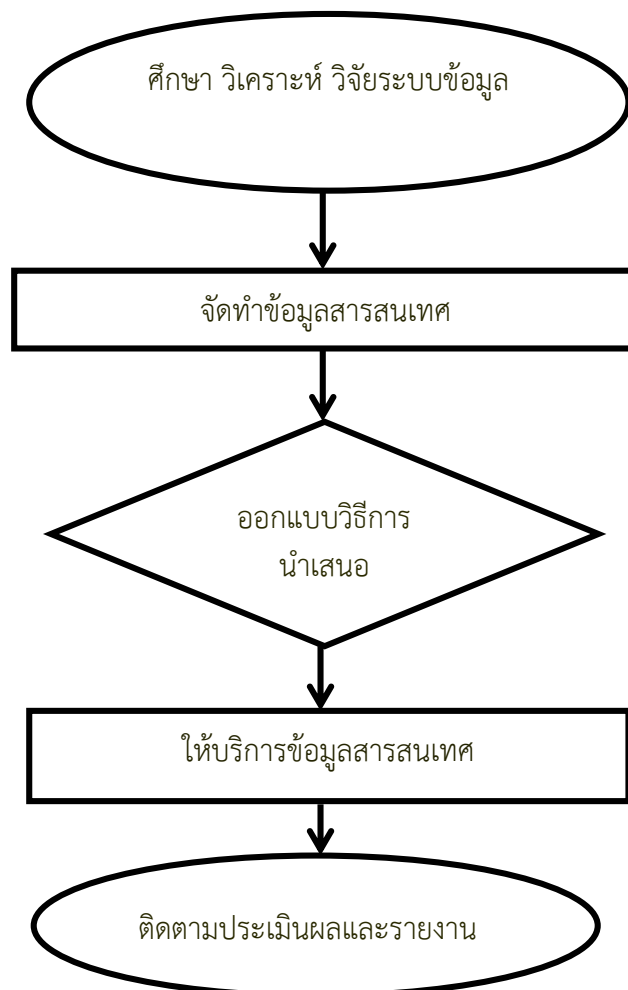 ศึกษา วิเคราะห์ วิจัยระบบข้อมูล
จัดทำข้อมูลสารสนเทศ
ออกแบบวิธีการ
นำเสนอ
ให้บริการข้อมูลสารสนเทศ
ติดตามประเมินผลและรายงาน